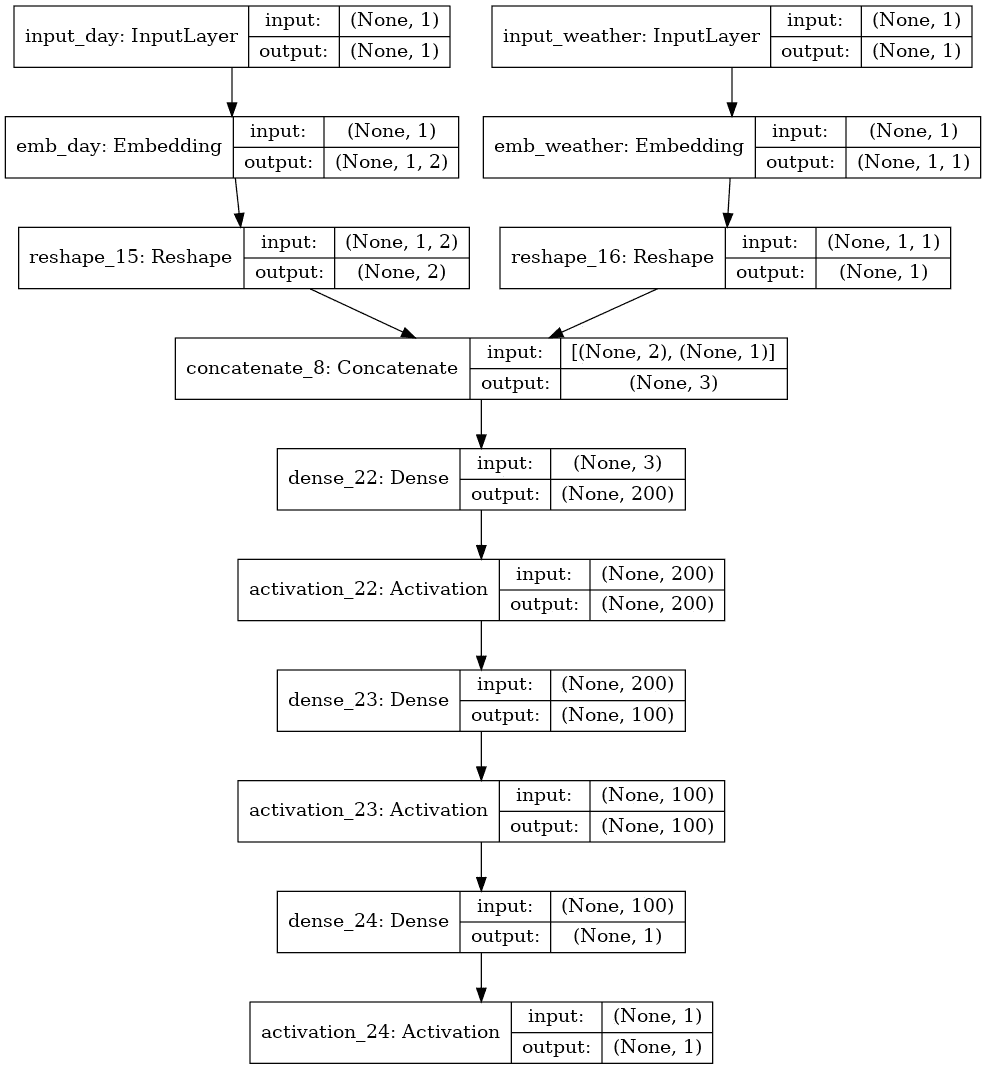 input_day: InputLayer
input: (None, 1)
output: (None, 1)
input_weather: InputLayer
input: (None, 1)
output: (None, 1)
emb_day: Embedding
input: (None, 1)
output: (None, 1, 2)
emb_weather: Embedding
input: (None, 1)
output: (None, 1, 1)
reshape_15: Reshape
input: (None, 1, 2)
output: (None, 2)
reshape_16: Reshape
input: (None, 1, 1)
output: (None, 1)
concatenate_8: Concatenate
input: [(None, 2), (None, 1)]
output: (None, 3)
dense_22: Dense
input: (None, 3)
output: (None, 200)
activation_22: Activation
input: (None, 200)
output: (None, 200)
dense_23: Dense
input: (None, 200)
output: (None, 100)
activation_23: Activation
input: (None, 100)
output: (None, 100)
dense_24: Dense
input: (None, 100)
output: (None, 1)
activation_24: Activation
input: (None, 1)
output: (None, 1)